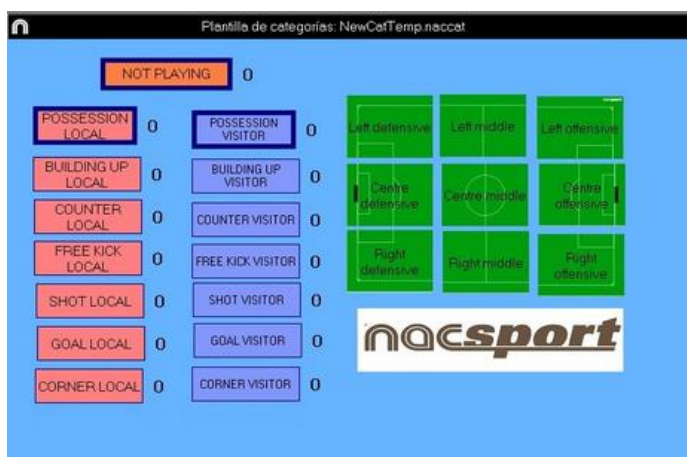 Plantilla de categorías: NewCatTemp.naccat
NOT PLAYING 0
POSSESSION
LOCAL 0
POSSESSION
VISITOR 0
BUILDING UP
LOCAL 0
BUILDING UP
VISITOR 0
COUNTER
LOCAL 0
COUNTER VISITOR 0
FREE KICK
LOCAL 0
FREE KICK VISITOR 0
SHOT LOCAL 0
SHOT VISITOR 0
GOAL LOCAL 0
GOAL VISITOR 0
CORNER LOCAL 0
CORNER VISITOR 0
Left defensive
Left middle
Left offensive
Centre
defensive
Centre middle
Centre
offensive
Right
defensive
Right middle
Right
offensive
nacsport